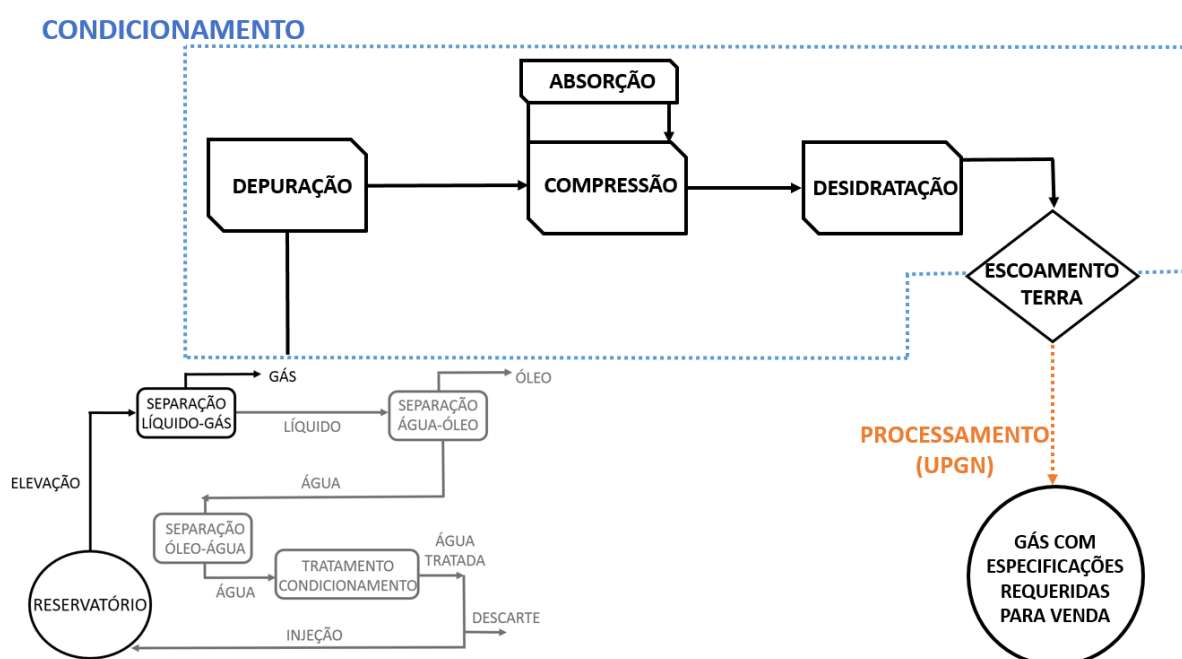 CONDICIONAMENTO
ABSORÇÃO
DEPURAÇÃO
COMPRESSÃO
DESIDRATAÇÃO
ESCOAMENTO
TERRA
GÁS
ÓLEO
SEPARAÇÃO
LÍQUIDO-GÁS
LÍQUIDO
SEPARAÇÃO
ÁGUA-ÓLEO
PROCESSAMENTO
(UPGN)
ELEVAÇÃO
ÁGUA
SEPARAÇÃO
ÓLEO-ÁGUA
ÁGUA
TRATAMENTO
CONDICIONAMENTO
ÁGUA
TRATADA
RESERVATÓRIO
INJEÇÃO
DESCARTE
GÁS COM
ESPECIFICAÇÕES
REQUERIDAS
PARA VENDA